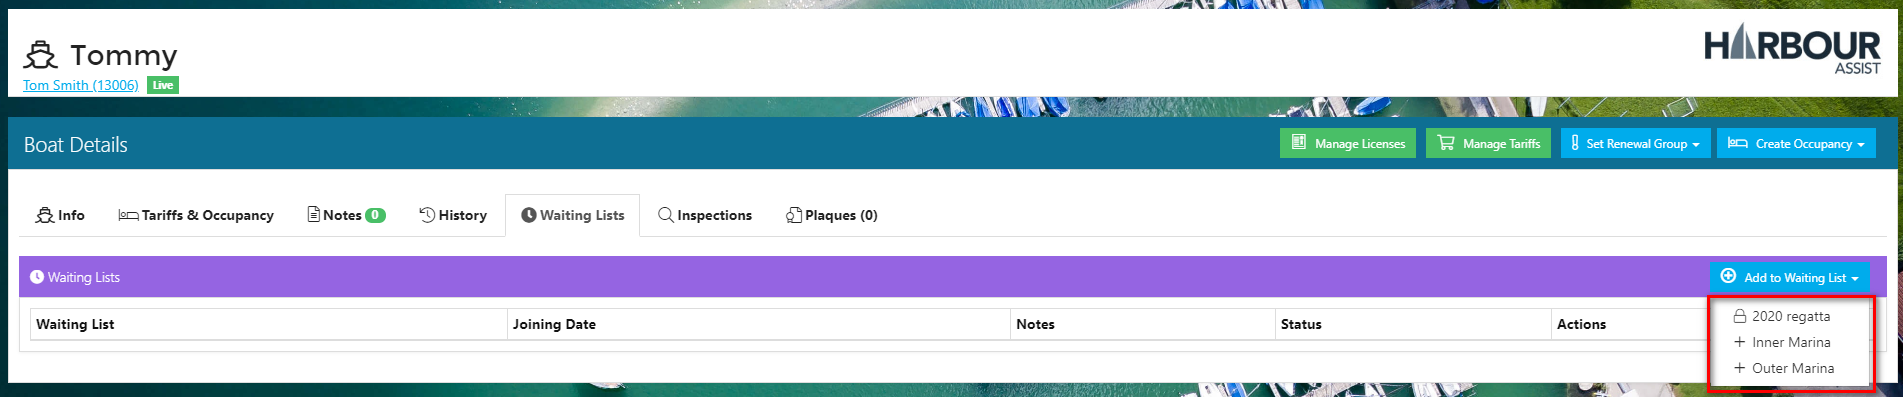 Tommy
HARBOUR
ASSIST
Tom Smith (13006) Live
Boat Details
Manage Licenses
Manage Tariffs
Set Renewal Group
Create Occupancy
Info
Tariffs & Occupancy
Notes 0
History
Waiting Lists
Inspections
Plaques (0)
Waiting Lists
Add to Waiting List
Waiting List
Joining Date
Notes
Status
Actions
2020 regatta
Inner Marina
Outer Marina